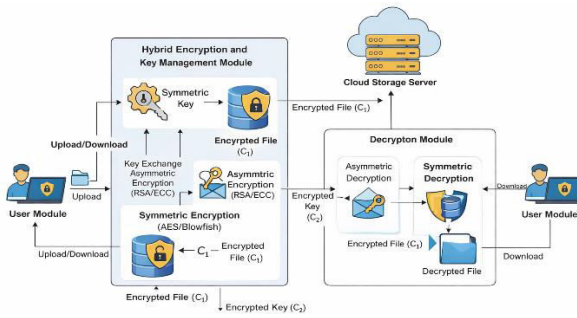 Hybrid Encryption and
Key Management Module
Symmetric
Key
Encrypted File
(C₁)
Upload/Download
Upload
User Module
Key Exchange
Asymmetric
Encryption
(RSA/ECC)
Asymmtric
Encryption
(RSA/ECC)
Symmetric Encryption
(AES/Blowfish)
C₁
Encrypted
File (C₁)
Upload/Download
Encrypted File (C₁)
Encrypted Key (C₂)
Encrypted File (C₁)
Cloud Storage Server
Decrypton Module
Asymmetric
Decryption
Symmetric
Decryption
Encrypted
Key
(C₂)
Encrypted File (C₁)
Decrypted File
Download
User Module
Download